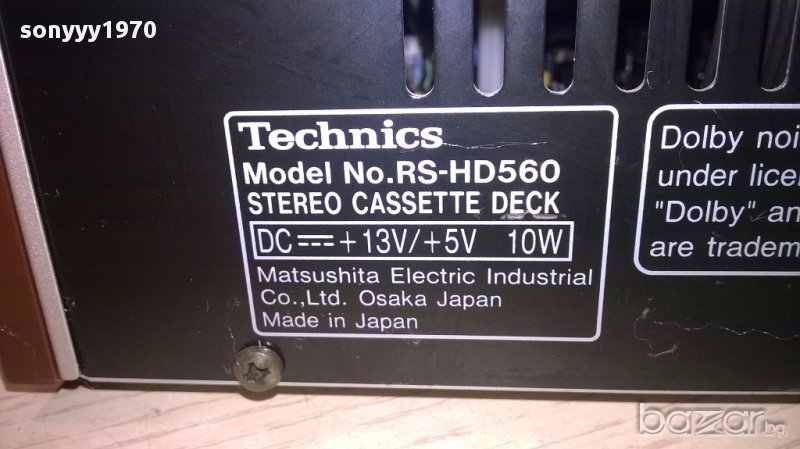 sonyyy1970
Technics
Model No.RS-HD560
STEREO CASSETTE DECK
DC⎓+13V/+5V 10W
Matsushita Electric Industrial
Co.,Ltd. Osaka Japan
Made in Japan
Dolby noi
under lice
"Dolby" an
are tradem
bazar.bg